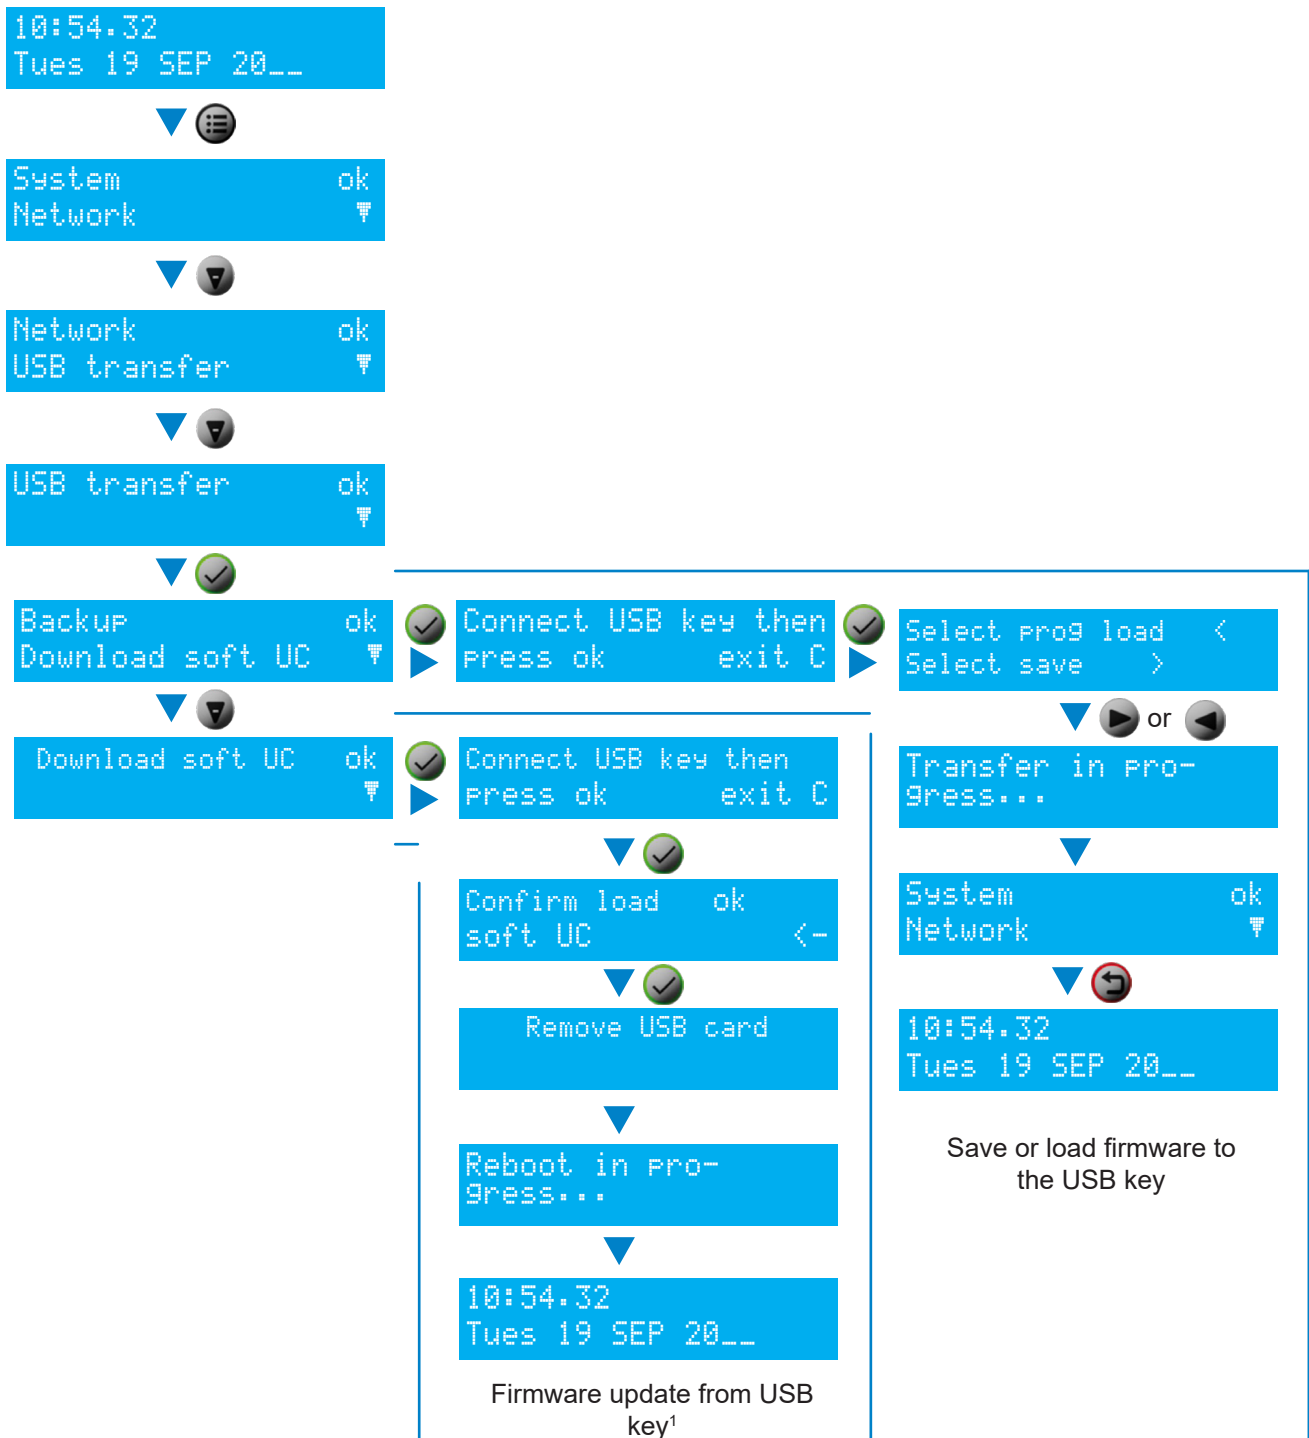 10:54.32
Tues 19 SEP 20__
System ok
Network
Network ok
USB transfer
USB transfer ok
Backup ok
Download soft UC
Connect USB key then
press ok exit C
Select prog load <
Select save >
or
Download soft UC ok
Connect USB key then
press ok exit C
Transfer in pro-
gress...
Confirm load ok
soft UC <-
System ok
Network
Remove USB card
10:54.32
Tues 19 SEP 20__
Reboot in pro-
gress...
Save or load firmware to
the USB key
10:54.32
Tues 19 SEP 20__
Firmware update from USB
key¹